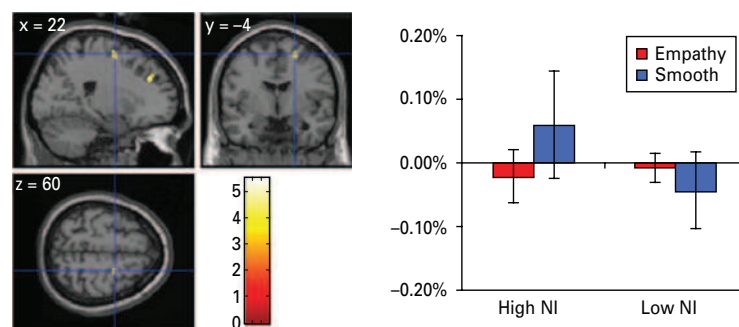 x = 22
y = –4
z = 60
5
4
3
2
1
0
0.20%
0.10%
0.00%
–0.10%
–0.20%
Empathy
Smooth
High NI
Low NI